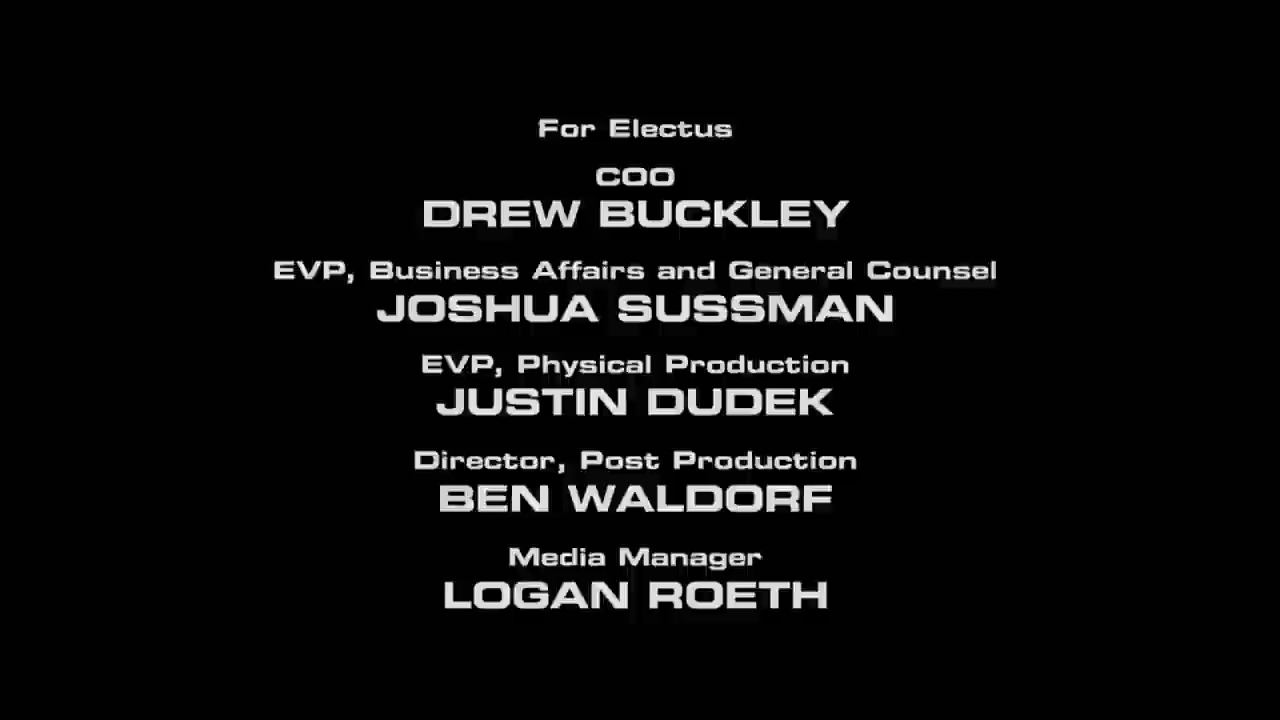 For Electus
COO
DREW BUCKLEY
EVP, Business Affairs and General Counsel
JOSHUA SUSSMAN
EVP, Physical Production
JUSTIN DUDEK
Director, Post Production
BEN WALDORF
Media Manager
LOGAN ROETH